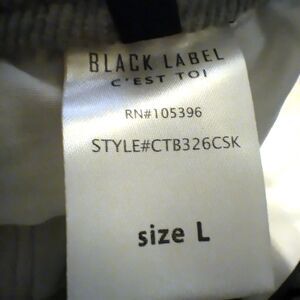 BLACK LABEL
C'EST TOI
RN#105396
STYLE#CTB326CSK
size L